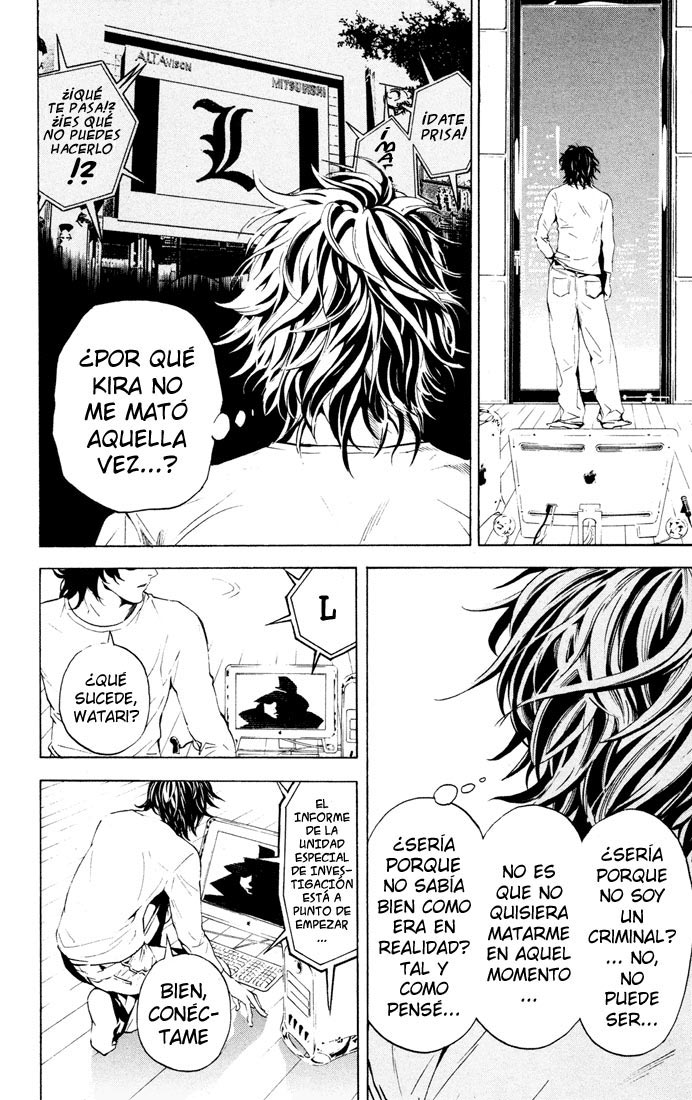 ¡DATE
PRISA!
¿¡QUÉ
TE PASA!?
¿¡ES QUÉ
NO PUEDES
HACERLO
!?
L
¿POR QUÉ
KIRA NO
ME MATÓ
AQUELLA
VEZ...?
¿SERÍA
PORQUE
NO SOY
UN
CRIMINAL?
... NO,
NO
PUEDE
SER...
NO ES
QUE NO
QUISIERA
MATARME
EN AQUEL
MOMENTO
...
¿SERÍA
PORQUE
NO SABÍA
BIEN COMO
ERA EN
REALIDAD?
TAL Y
COMO
PENSÉ...
L
¿QUÉ
SUCEDE,
WATARI?
EL
INFORME
DE LA
UNIDAD
ESPECIAL
DE INVES-
TIGACIÓN
ESTÁ A
PUNTO DE
EMPEZAR
...
BIEN,
CONÉC-
TAME